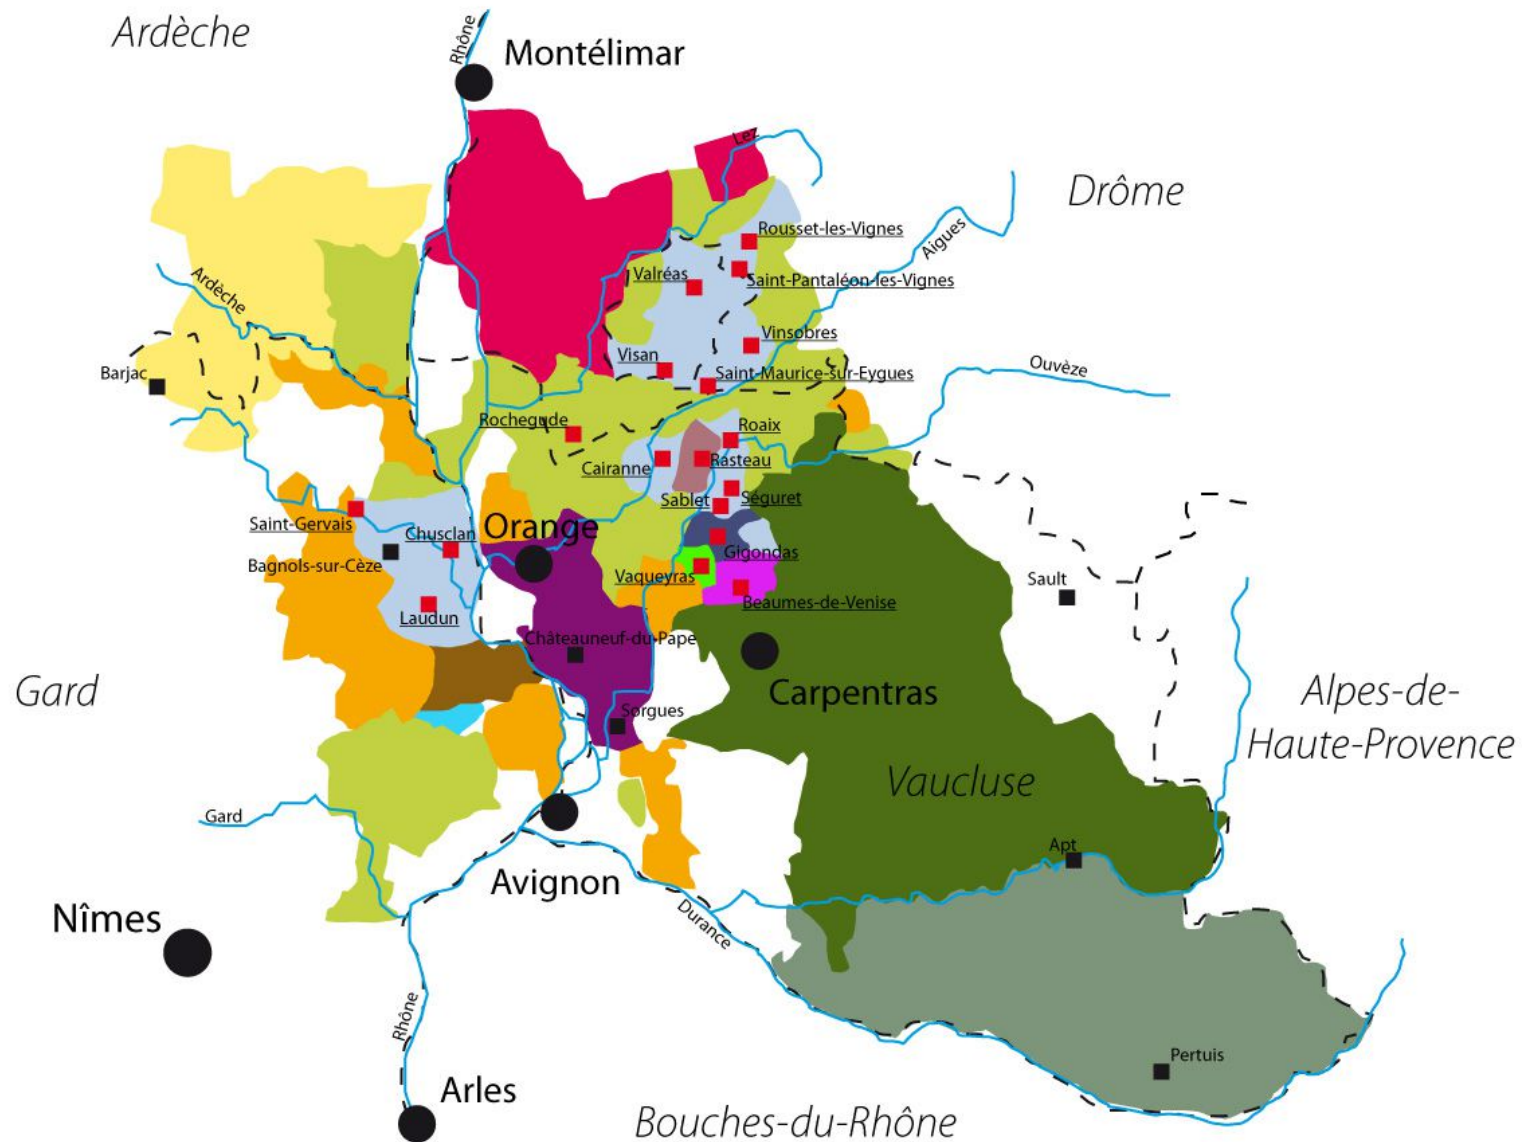 Ardèche
Rhône
Montélimar
Lez
Drôme
Rousset-les-Vignes
Aigues
Ardèche
Valréas
Saint-Pantaléon-les-Vignes
Vinsobres
Visan
Saint-Maurice-sur-Eygues
Ouvèze
Barjac
Rochegude
Roaix
Cairanne
Rasteau
Sablet
Séguret
Saint-Gervais
Chusclan
Orange
Gigondas
Bagnols-sur-Cèze
Vaqueyras
Sault
Laudun
Beaumes-de-Venise
Châteauneuf-du-Pape
Gard
Carpentras
Alpes-de-
Haute-Provence
Sorgues
Vaucluse
Gard
Apt
Avignon
Nîmes
Durance
Rhône
Pertuis
Arles
Bouches-du-Rhône